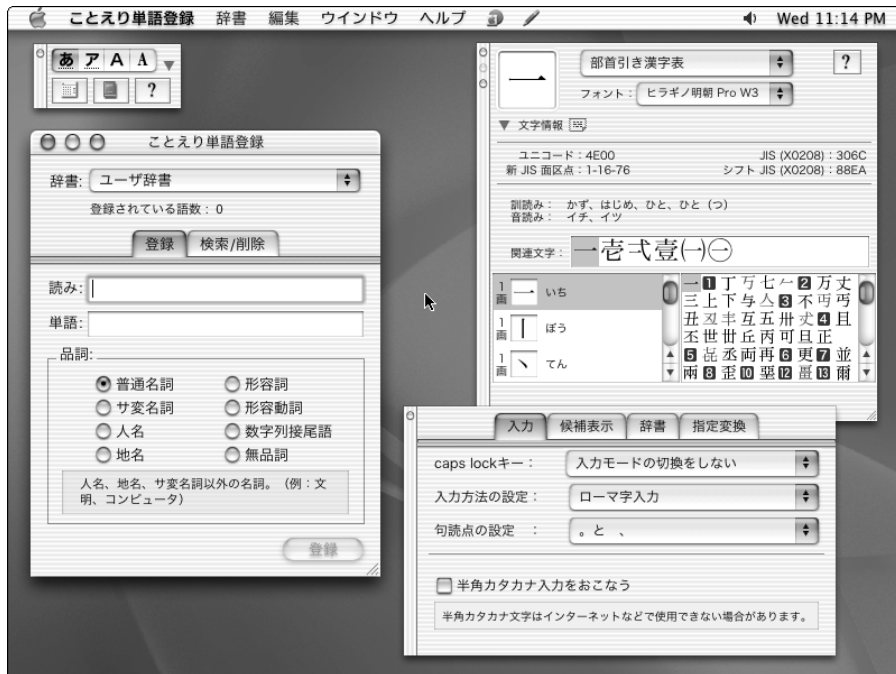 ことえり単語登録 辞書 編集 ウインドウ ヘルプ Wed 11:14 PM
あ ア A A
?
ことえり単語登録
辞書: ユーザ辞書
登録されている語数: 0
登録 検索/削除
読み:
単語:
品詞:
普通名詞 形容詞
サ変名詞 形容動詞
人名 数字列接尾語
地名 無品詞
人名、地名、サ変名詞以外の名詞。(例:文
明、コンピュータ)
登録
一
部首引き漢字表
?
フォント: ヒラギノ明朝 Pro W3
文字情報
ユニコード:4E00 JIS (X0208) : 306C
新 JIS 面区点:1-16-76 シフト JIS (X0208) : 88EA
訓読み: かず、はじめ、ひと、ひと(つ)
音読み: イチ、イツ
関連文字: 一壱弌壹㈠㊀
1画 一 いち
1画 丨 ぼう
1画 丶 てん
一 1 丁 丂 七 𠂉 2 万 丈
三 上 下 与 亼 3 不 丏 丐
丑 丒 丰 互 五 卅 4 且
丕 世 丗 丘 丙 可 且 正
5 丞 両 再 6 更 7 並
兩 8 歪 10 12 13 爾
入力 候補表示 辞書 指定変換
caps lockキー: 入力モードの切換をしない
入力方法の設定: ローマ字入力
句読点の設定 : 。と 、
半角カタカナ入力をおこなう
半角カタカナ文字はインターネットなどで使用できない場合があります。